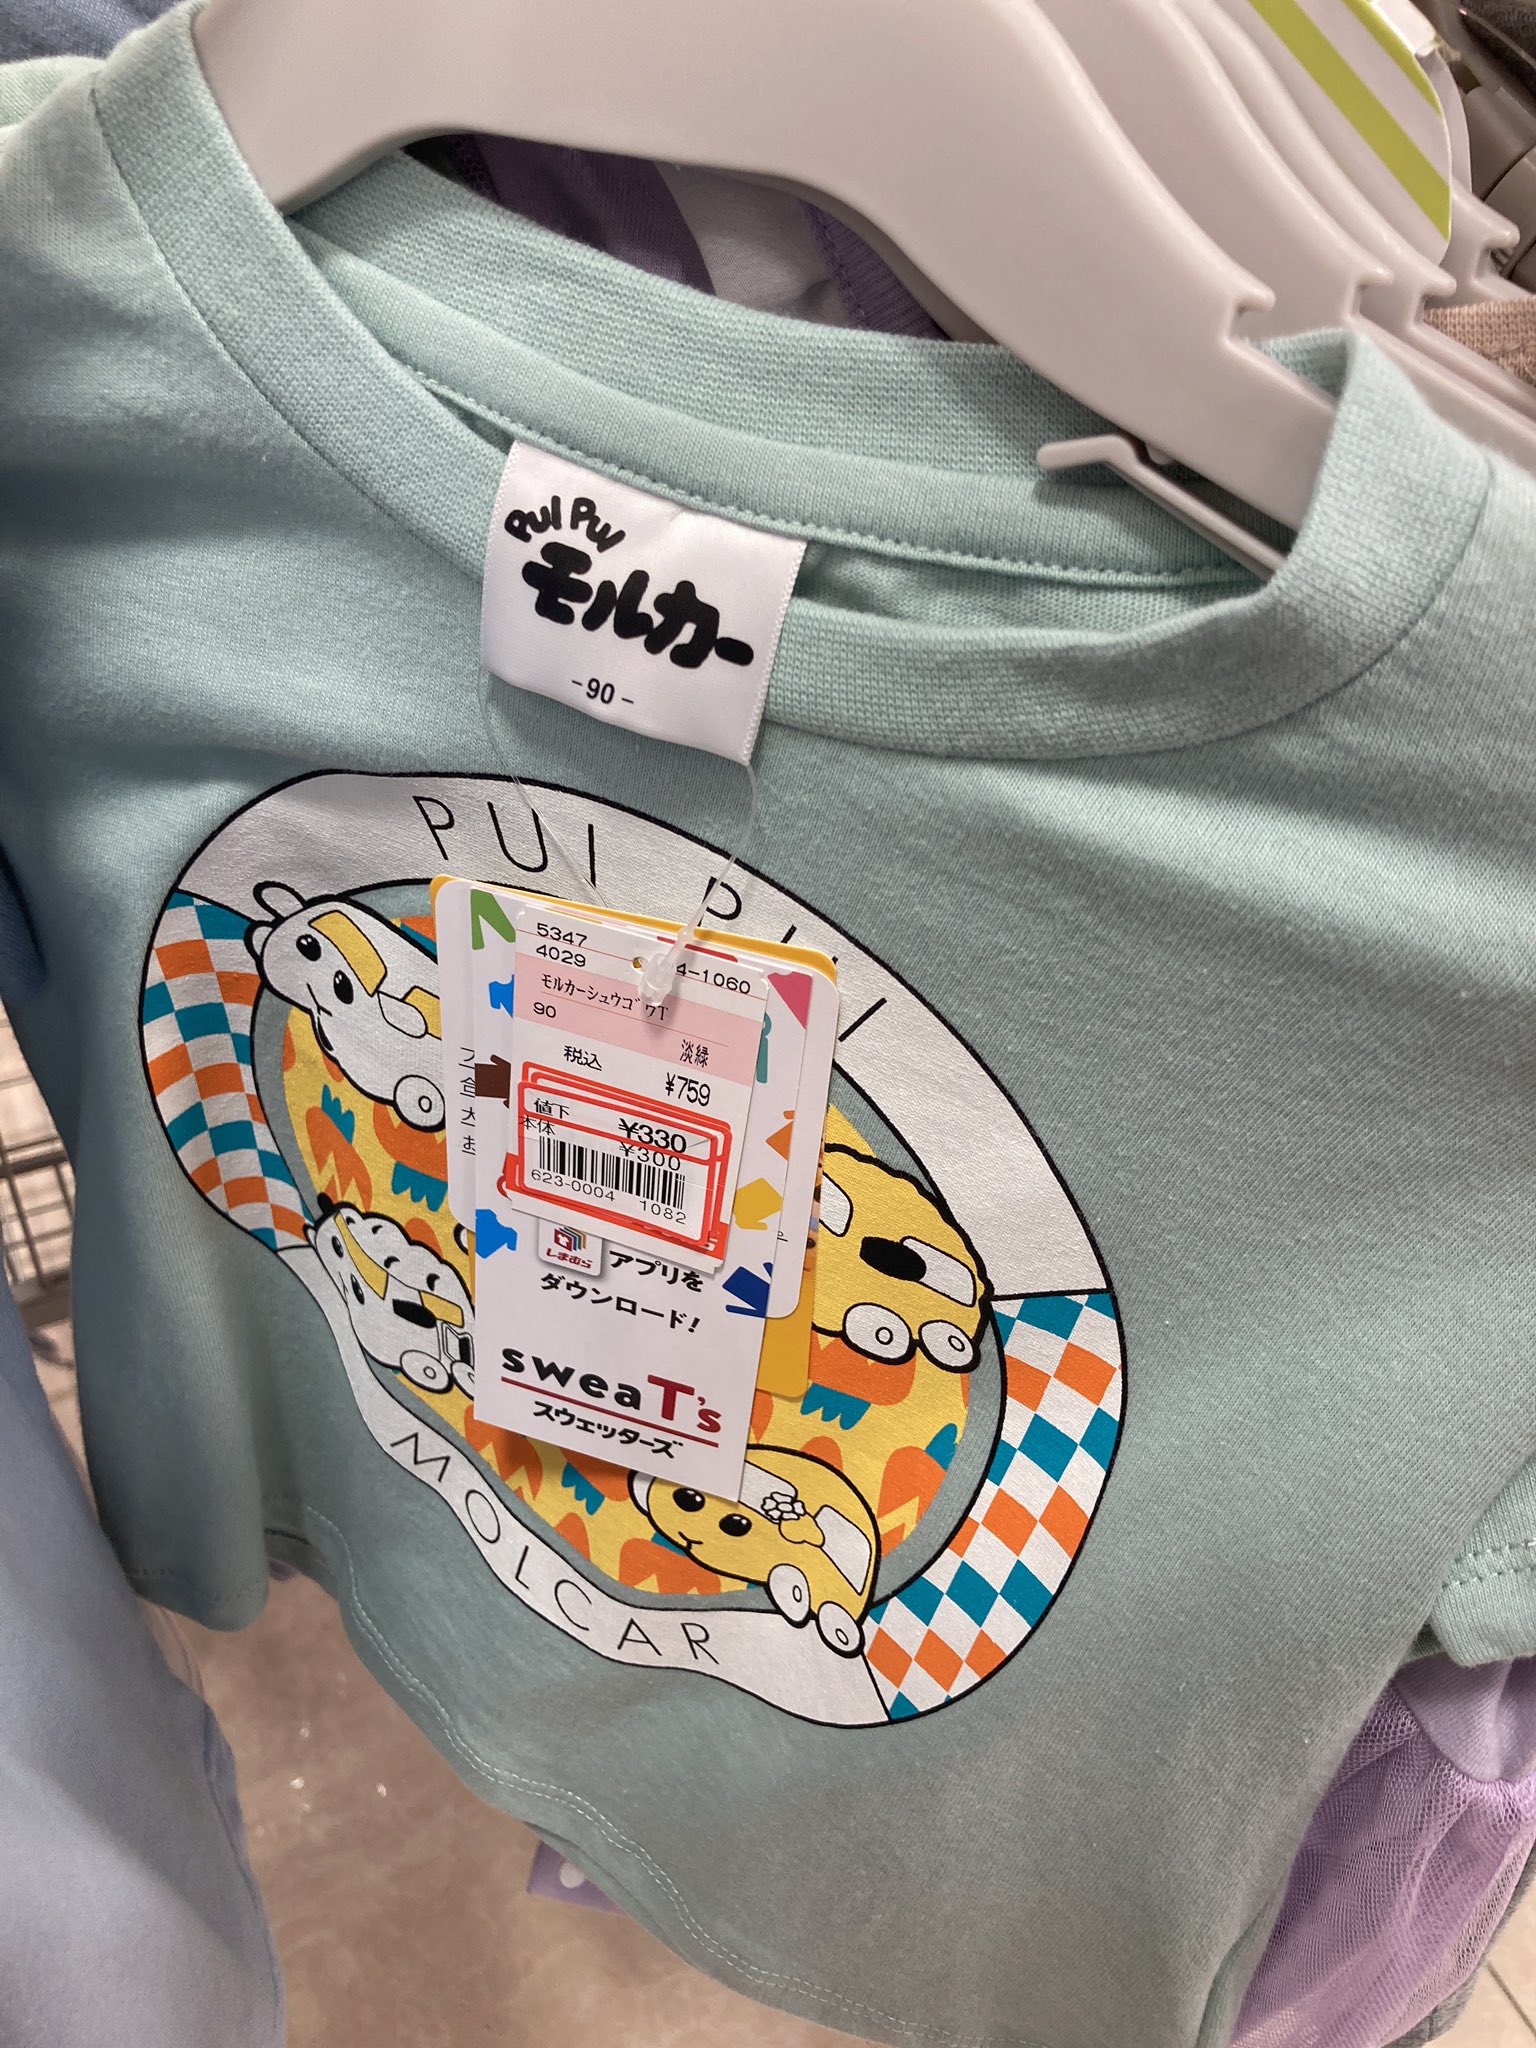 PUI PUI
モルカー
-90-
PUI PUI
MOLCAR
5347
4029
4-1060
モルカーシュウゴウT
90
淡緑
税込
¥759
値下
¥330
本体
¥300
623-0004
1082
しまむら
アプリを
ダウンロード!
sweaT's
スウェッターズ